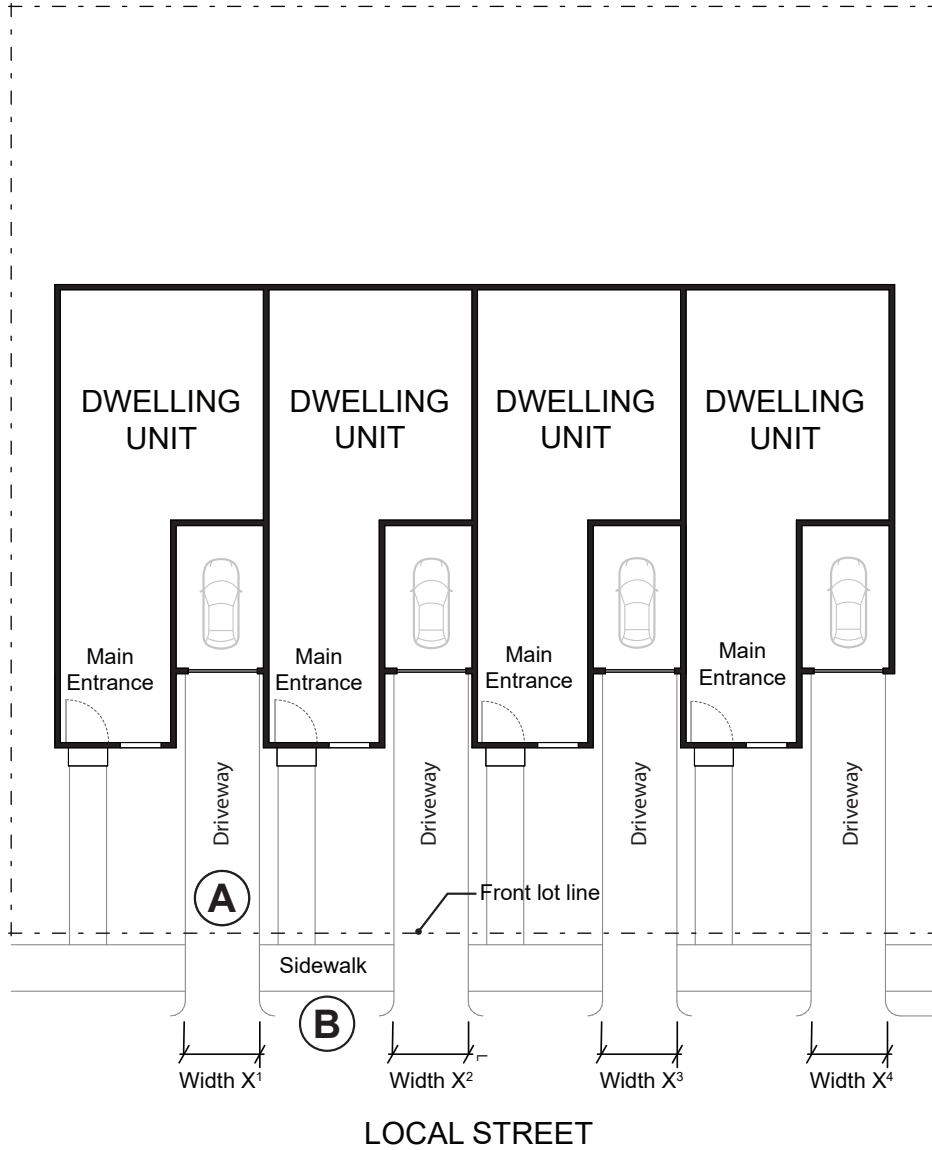 DWELLING
UNIT
DWELLING
UNIT
DWELLING
UNIT
DWELLING
UNIT
Main
Entrance
Main
Entrance
Main
Entrance
Main
Entrance
Driveway
Driveway
Driveway
Driveway
A
Front lot line
Sidewalk
B
Width X¹
Width X²
Width X³
Width X⁴
LOCAL STREET